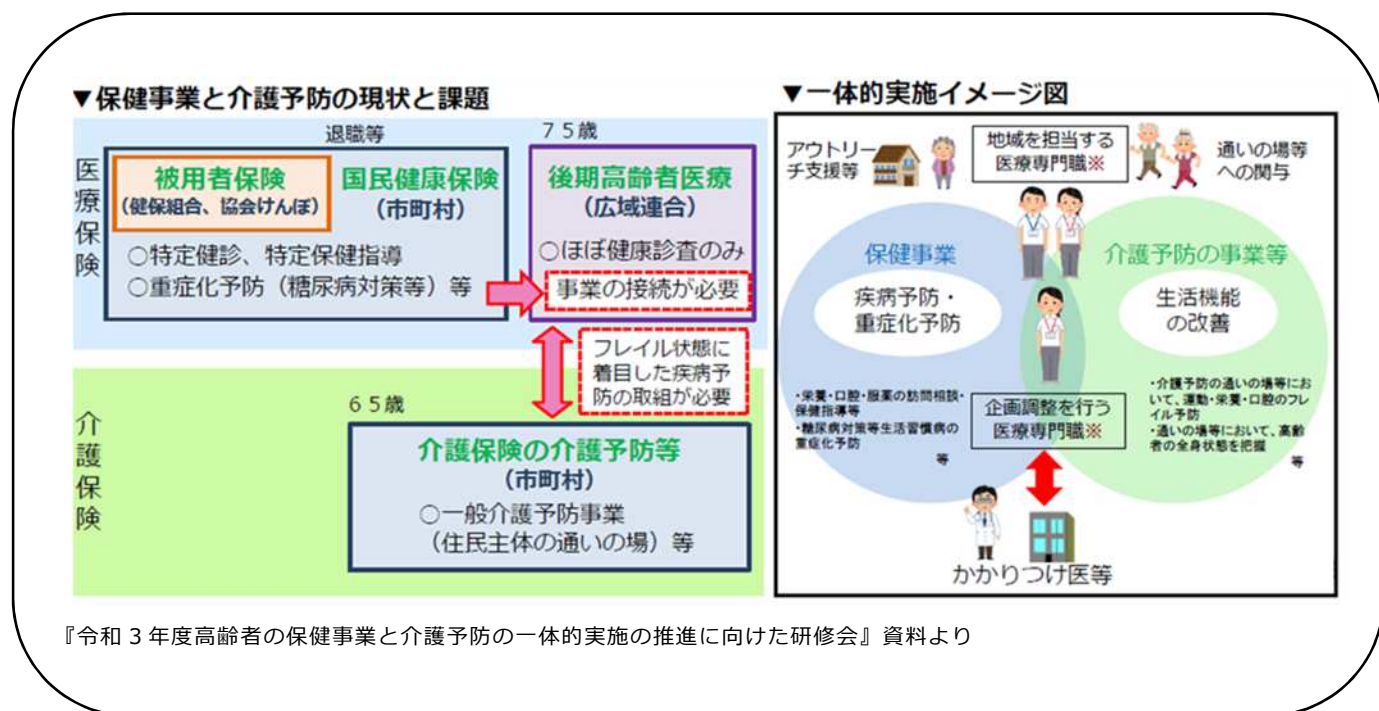 ▼保健事業と介護予防の現状と課題
退職等
75歳
医療保険
被用者保険
(健保組合、協会けんぽ)
国民健康保険
(市町村)
○特定健診、特定保健指導
○重症化予防（糖尿病対策等）等
後期高齢者医療
(広域連合)
○ほぼ健康診査のみ
事業の接続が必要
フレイル状態に
着目した疾病予
防の取組が必要
介護保険
65歳
介護保険の介護予防等
(市町村)
○一般介護予防事業
（住民主体の通いの場）等
▼一体的実施イメージ図
アウトリー
チ支援等
地域を担当する
医療専門職※
通いの場等
への関与
保健事業
疾病予防・
重症化予防
介護予防の事業等
生活機能
の改善
・栄養・口腔・服薬の訪問相談・
保健指導等
・糖尿病対策等生活習慣病の
重症化予防
等
企画調整を行う
医療専門職※
・介護予防の通いの場等にお
いて、運動・栄養・口腔のフレ
イル予防
・通いの場等において、高齢
者の全身状態を把握
等
かかりつけ医等
『令和3年度高齢者の保健事業と介護予防の一体的実施の推進に向けた研修会』資料より